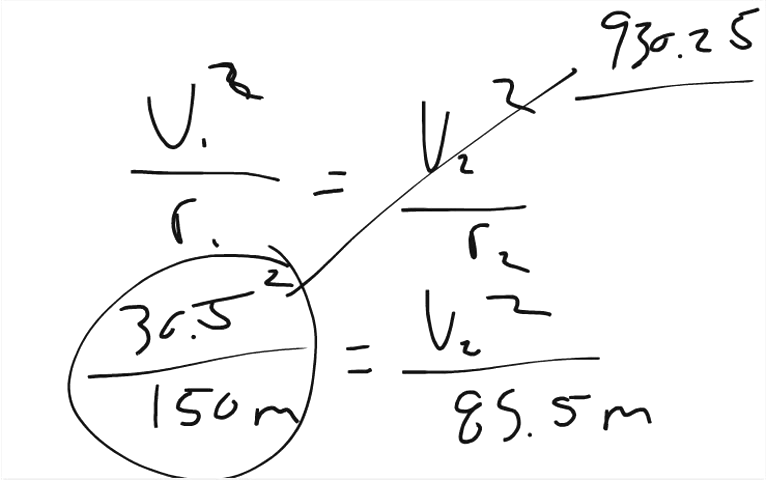 930.25
V₁² = V₂²
r₁ r₂
30.5² = V₂²
150m 85.5m